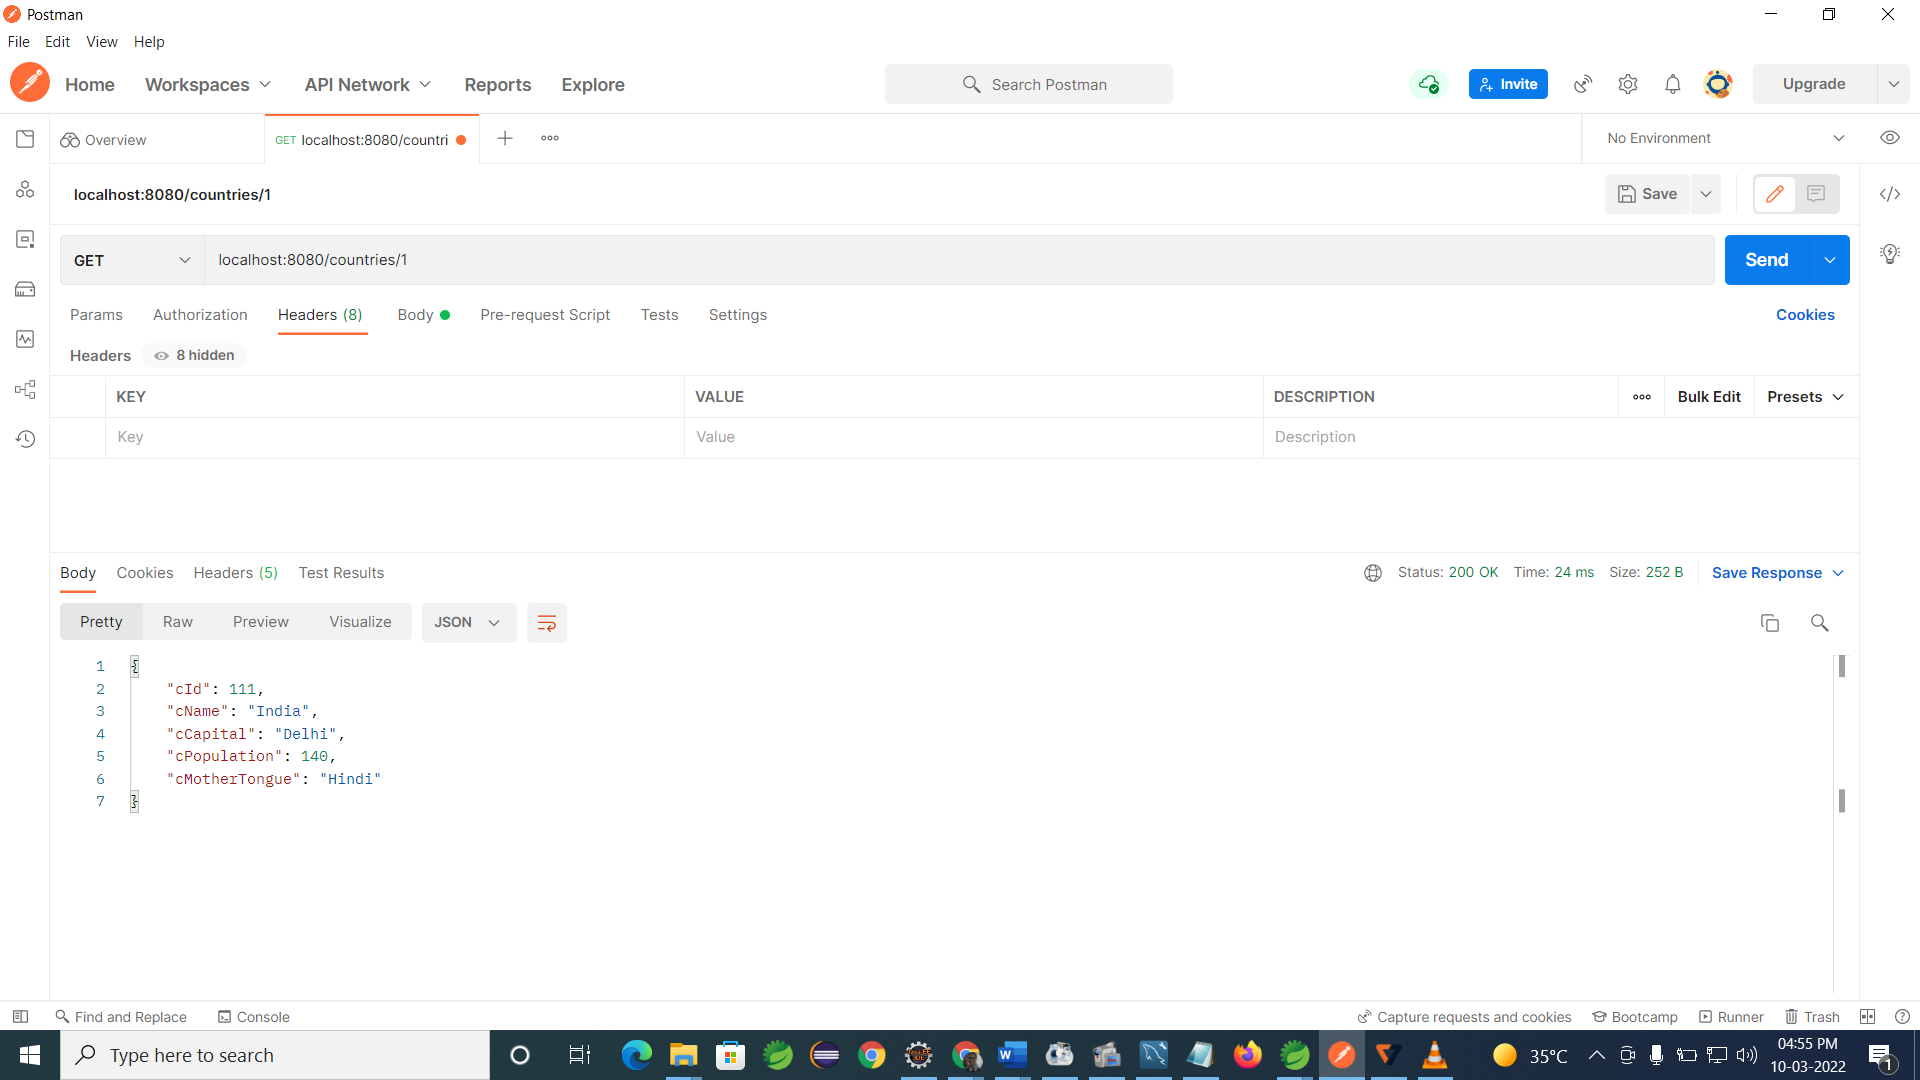 Postman
File Edit View Help
Home Workspaces API Network Reports Explore Search Postman Invite Upgrade
Overview GET localhost:8080/countri No Environment
localhost:8080/countries/1 Save
GET localhost:8080/countries/1 Send
Params Authorization Headers (8) Body Pre-request Script Tests Settings Cookies
Headers 8 hidden
KEY VALUE DESCRIPTION Bulk Edit Presets
Key Value Description
Body Cookies Headers (5) Test Results Status: 200 OK Time: 24 ms Size: 252 B Save Response
Pretty Raw Preview Visualize JSON
1 {
2 "cId": 111,
3 "cName": "India",
4 "cCapital": "Delhi",
5 "cPopulation": 140,
6 "cMotherTongue": "Hindi"
7 }
Find and Replace Console Capture requests and cookies Bootcamp Runner Trash
Type here to search 35°C 04:55 PM
10-03-2022 1